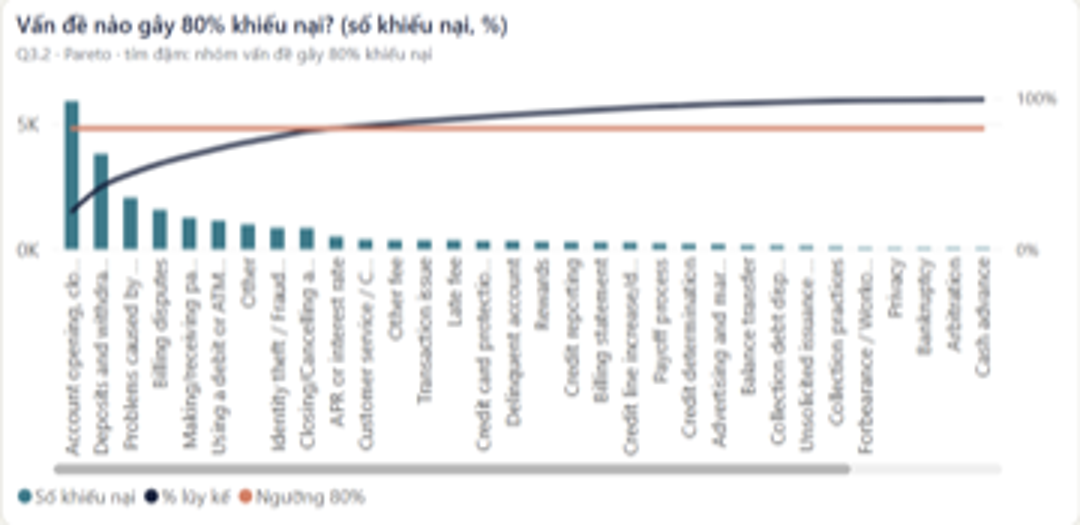 Vấn đề nào gây 80% khiếu nại? (số khiếu nại, %)
Q3.2 - Pareto - tím đậm: nhóm vấn đề gây 80% khiếu nại
100%
5K
0K
0%
Account opening, clo...
Deposits and withdra...
Problems caused by ...
Billing disputes
Making/receiving pa...
Using a debit or ATM...
Other
Identity theft / Fraud...
Closing/Cancelling a...
APR or interest rate
Customer service / C...
Other fee
Transaction issue
Late fee
Credit card protectio...
Delinquent account
Rewards
Credit reporting
Billing statement
Credit line increase/d...
Payoff process
Credit determination
Advertising and mar...
Balance transfer
Collection debt disp...
Unsolicited issuance ...
Collection practices
Forbearance / Worko...
Privacy
Bankruptcy
Arbitration
Cash advance
Số khiếu nại % lũy kế Ngưỡng 80%